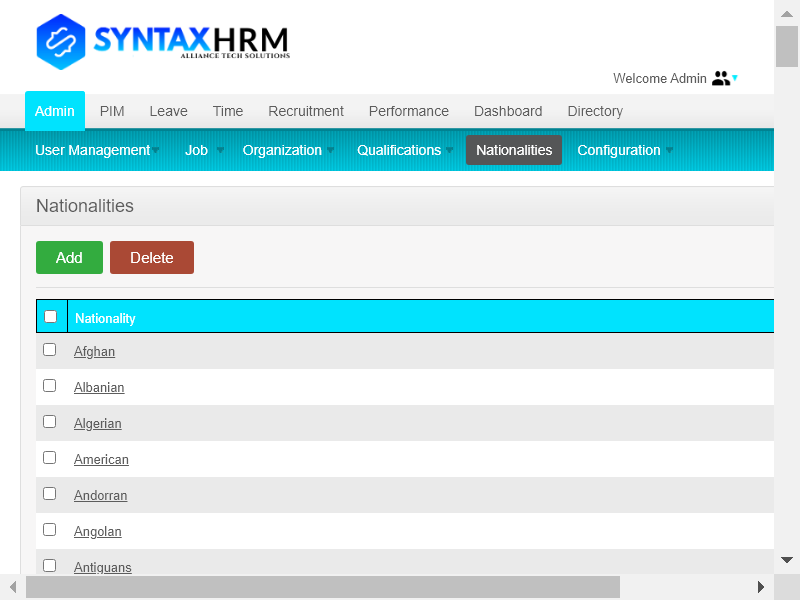 SYNTAXHRM
ALLIANCE TECH SOLUTIONS
Welcome Admin
Admin PIM Leave Time Recruitment Performance Dashboard Directory
User Management Job Organization Qualifications Nationalities Configuration
Nationalities
Add Delete
Nationality
Afghan
Albanian
Algerian
American
Andorran
Angolan
Antiguans